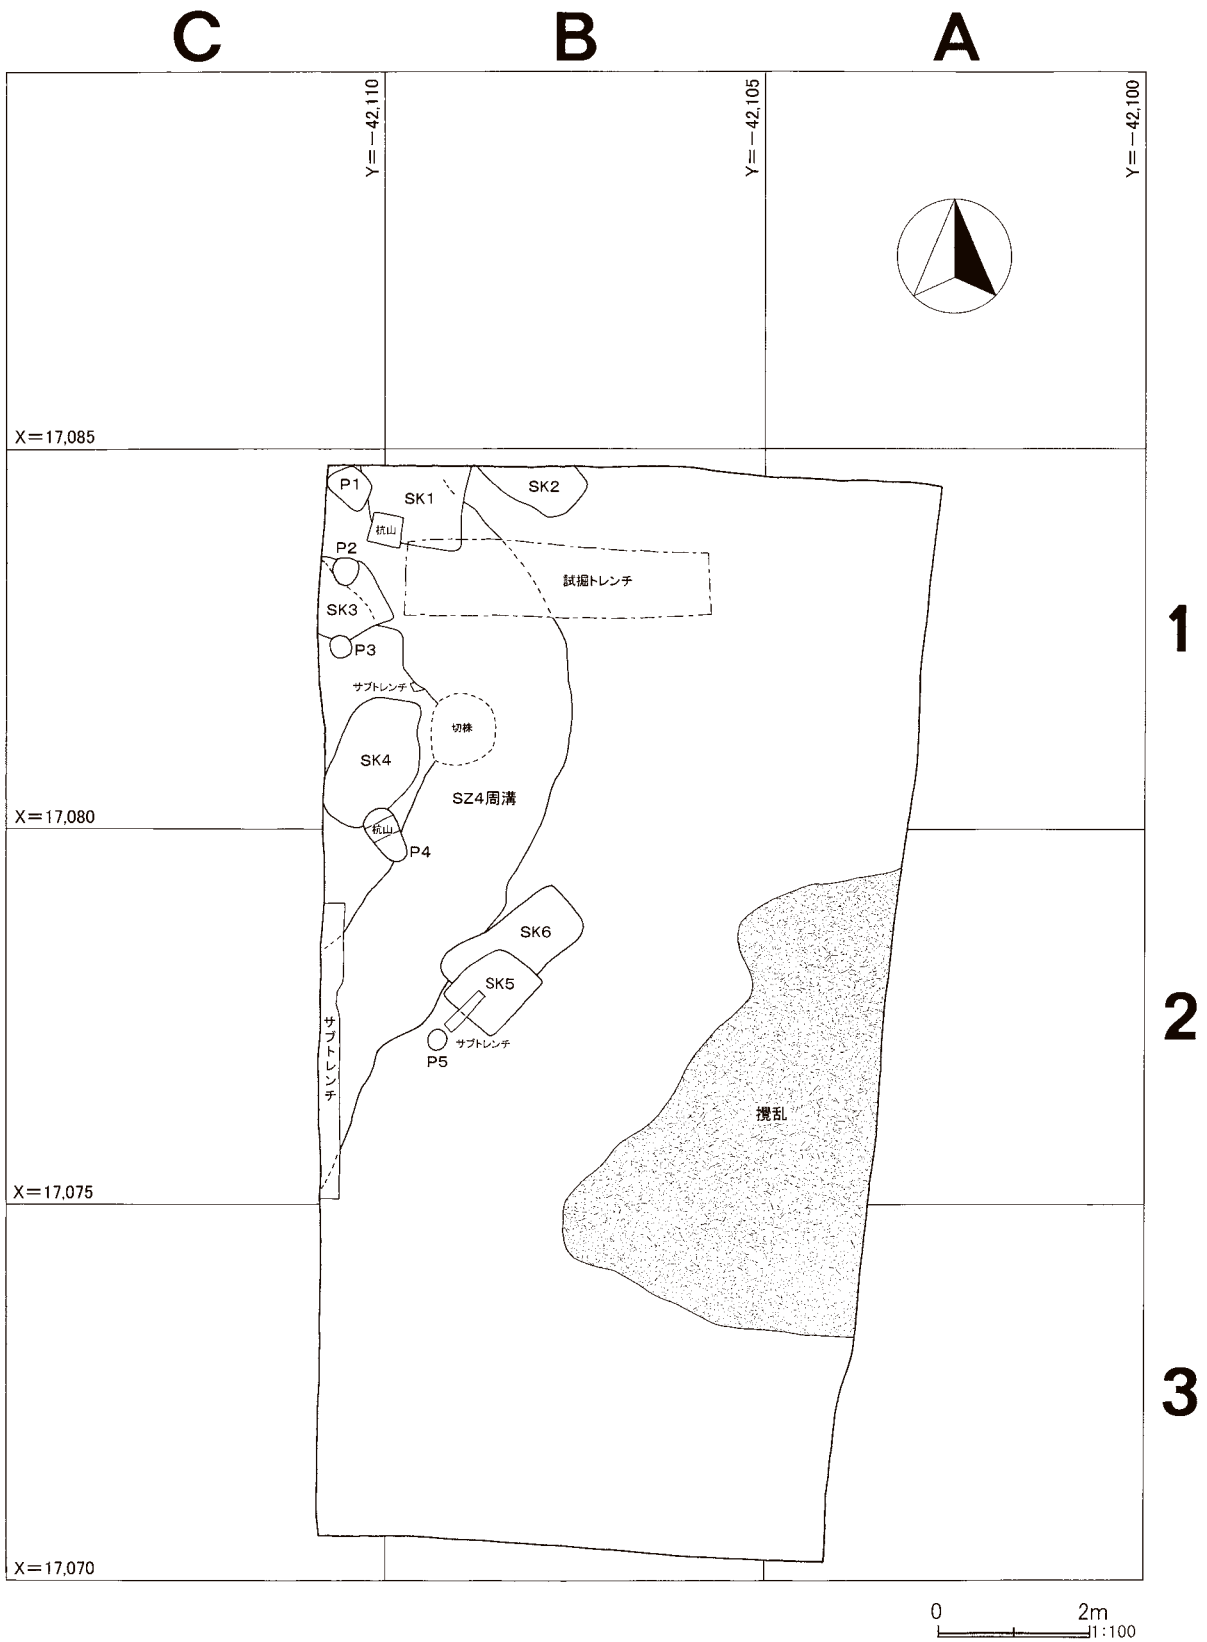 C B A
Y=－42,110
Y=－42,105
Y=－42,100
X=17,085
P1
SK1
SK2
杭山
P2
試掘トレンチ
SK3
1
P3
サブトレンチ
切株
SK4
SZ4周溝
X=17,080
杭山
P4
SK6
SK5
サブトレンチ
2
サブトレンチ
P5
攪乱
X=17,075
3
X=17,070
0 2m
1:100